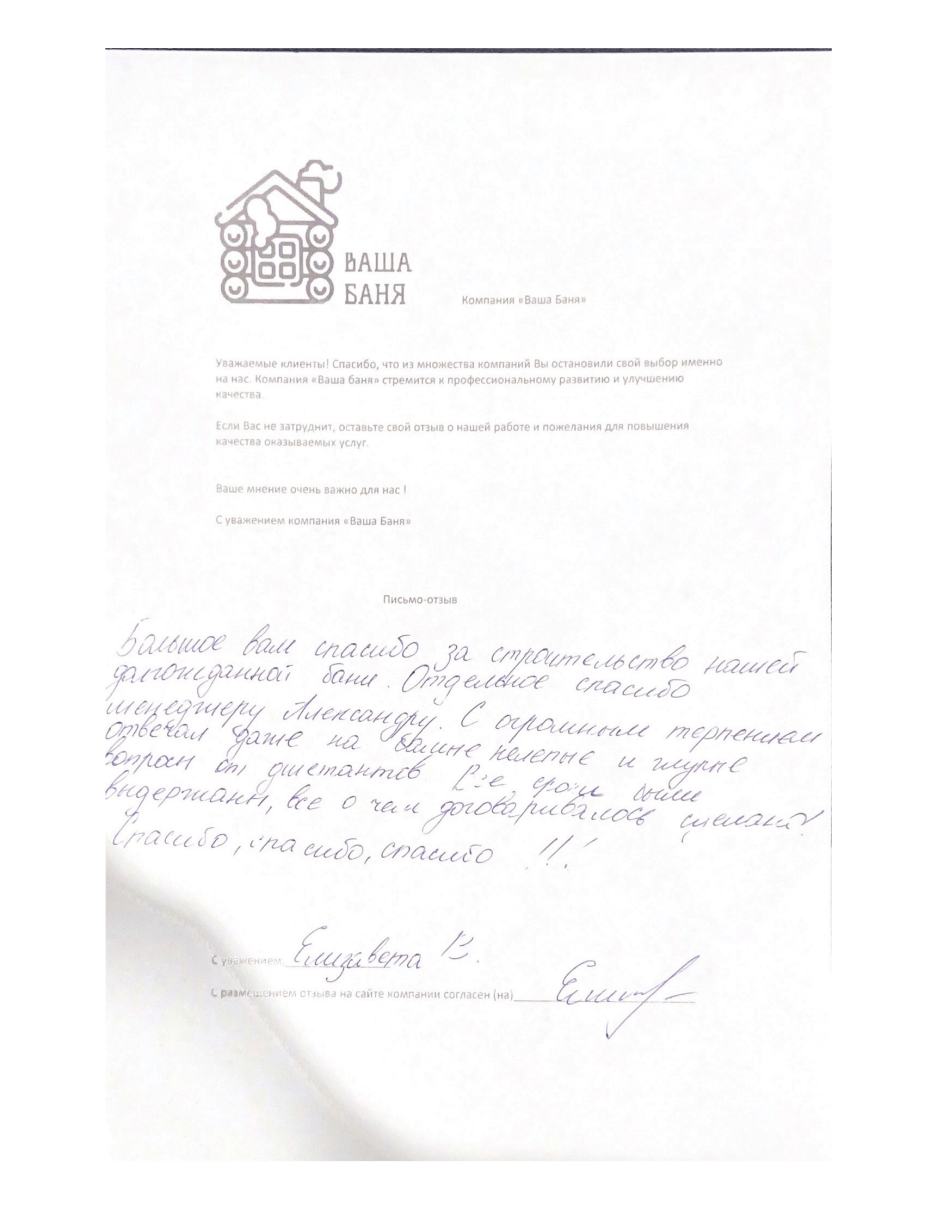 ВАША
БАНЯ
Компания «Ваша Баня»
Уважаемые клиенты! Спасибо, что из множества компаний Вы остановили свой выбор именно
на нас. Компания «Ваша баня» стремится к профессиональному развитию и улучшению
качества.
Если Вас не затруднит, оставьте свой отзыв о нашей работе и пожелания для повышения
качества оказываемых услуг.
Ваше мнение очень важно для нас !
С уважением компания «Ваша Баня»
Письмо-отзыв
Большое вам спасибо за строительство нашей
долгожданной бани. Отдельное спасибо
менеджеру Александру. С огромным терпением
отвечал даже на самые нелепые и глупые
вопросы от дилетантов. Все сроки были
выдержаны, все о чем договаривалось сделано!
Спасибо, спасибо, спасибо !!!
С уважением, Елизавета В.
С размещением отзыва на сайте компании согласен (на)